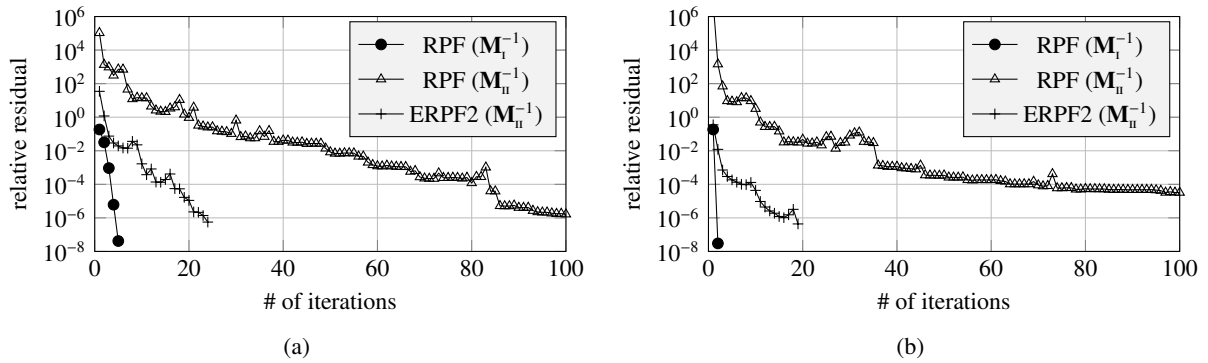 10^6
10^4
10^2
10^0
10^−2
10^−4
10^−6
10^−8
relative residual
0 20 40 60 80 100
# of iterations
RPF (M_I^−1)
RPF (M_II^−1)
ERPF2 (M_II^−1)
(a)
10^6
10^4
10^2
10^0
10^−2
10^−4
10^−6
10^−8
relative residual
0 20 40 60 80 100
# of iterations
RPF (M_I^−1)
RPF (M_II^−1)
ERPF2 (M_II^−1)
(b)